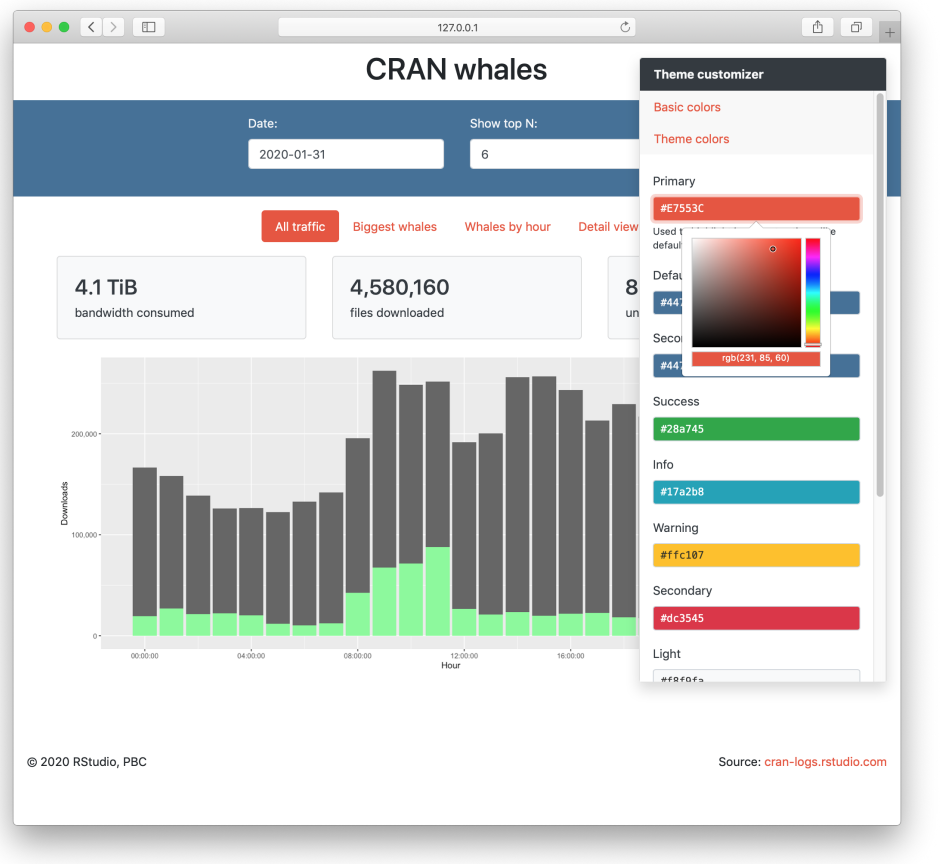 127.0.0.1
CRAN whales
Theme customizer
Basic colors
Theme colors
Date:
Show top N:
2020-01-31
6
Primary
#E7553C
Used t
defaul
rgb(231, 85, 60)
Defau
#447
Secon
#447
All traffic
Biggest whales
Whales by hour
Detail view
4.1 TiB
bandwidth consumed
4,580,160
files downloaded
8
un
Success
#28a745
Info
#17a2b8
Warning
#ffc107
Secondary
#dc3545
Light
#f8f9fa
200,000
100,000
0
Downloads
00:00:00
04:00:00
08:00:00
12:00:00
16:00:00
Hour
© 2020 RStudio, PBC
Source: cran-logs.rstudio.com